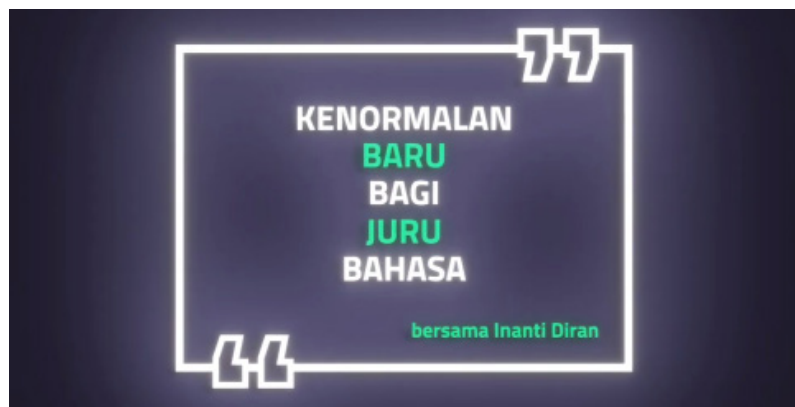 KENORMALAN
BARU
BAGI
JURU
BAHASA
bersama Inanti Diran